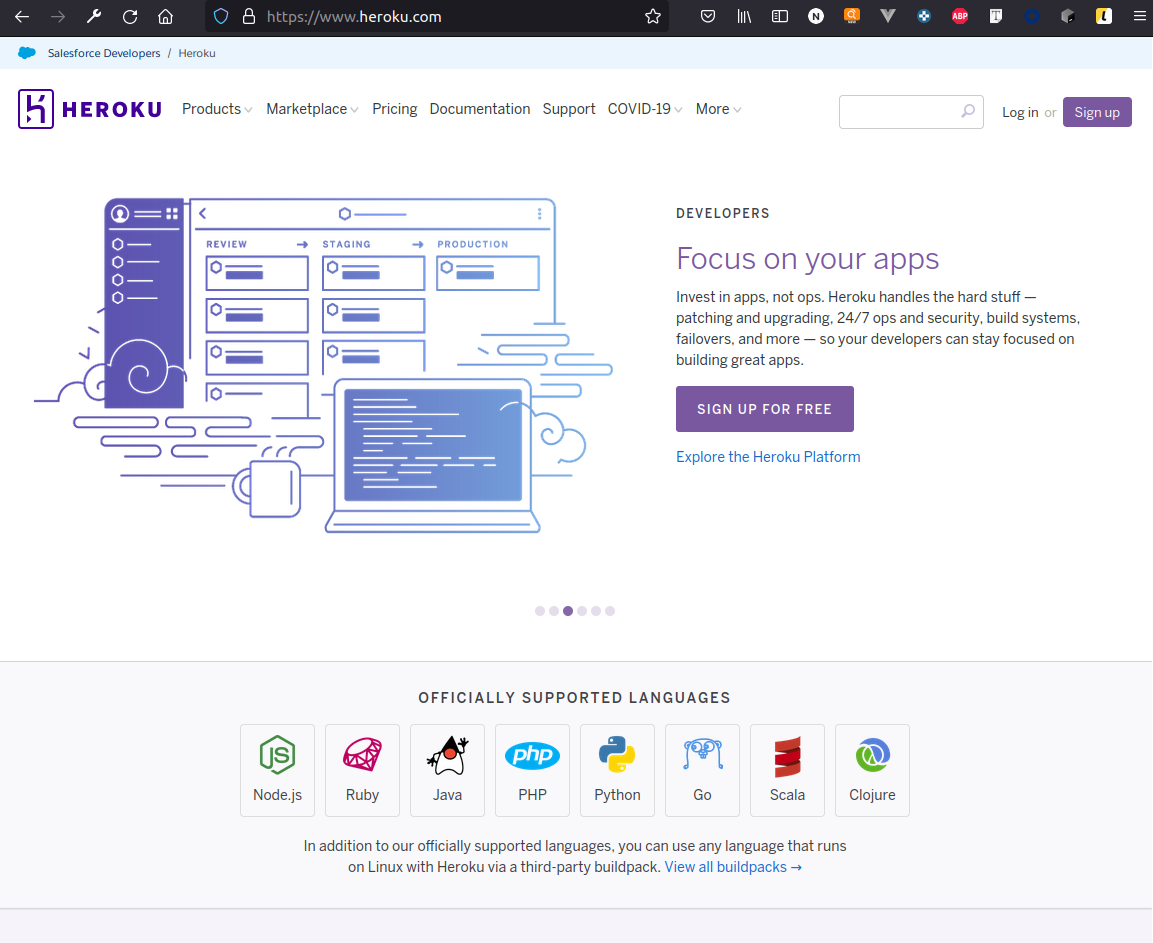 https://www.heroku.com
Salesforce Developers / Heroku
HEROKU Products Marketplace Pricing Documentation Support COVID-19 More Log in or Sign up
REVIEW STAGING PRODUCTION
DEVELOPERS
Focus on your apps
Invest in apps, not ops. Heroku handles the hard stuff —
patching and upgrading, 24/7 ops and security, build systems,
failovers, and more — so your developers can stay focused on
building great apps.
SIGN UP FOR FREE
Explore the Heroku Platform
OFFICIALLY SUPPORTED LANGUAGES
JS php
Node.js Ruby Java PHP Python Go Scala Clojure
In addition to our officially supported languages, you can use any language that runs
on Linux with Heroku via a third-party buildpack. View all buildpacks →